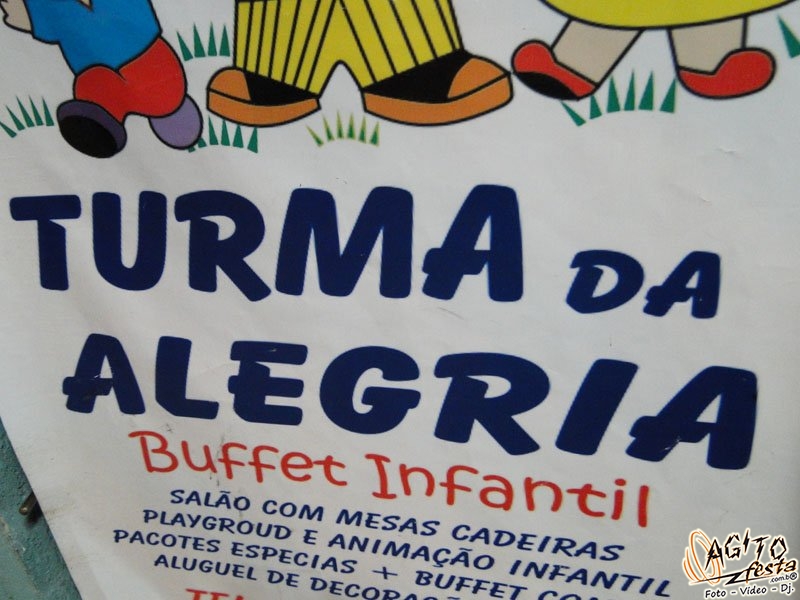 TURMA DA
ALEGRIA
Buffet Infantil
SALÃO COM MESAS CADEIRAS
PLAYGROUD E ANIMAÇÃO INFANTIL
PACOTES ESPECIAS + BUFFET
ALUGUEL DE
AGITO
festa
.com.br
Foto - Vídeo - Dj.